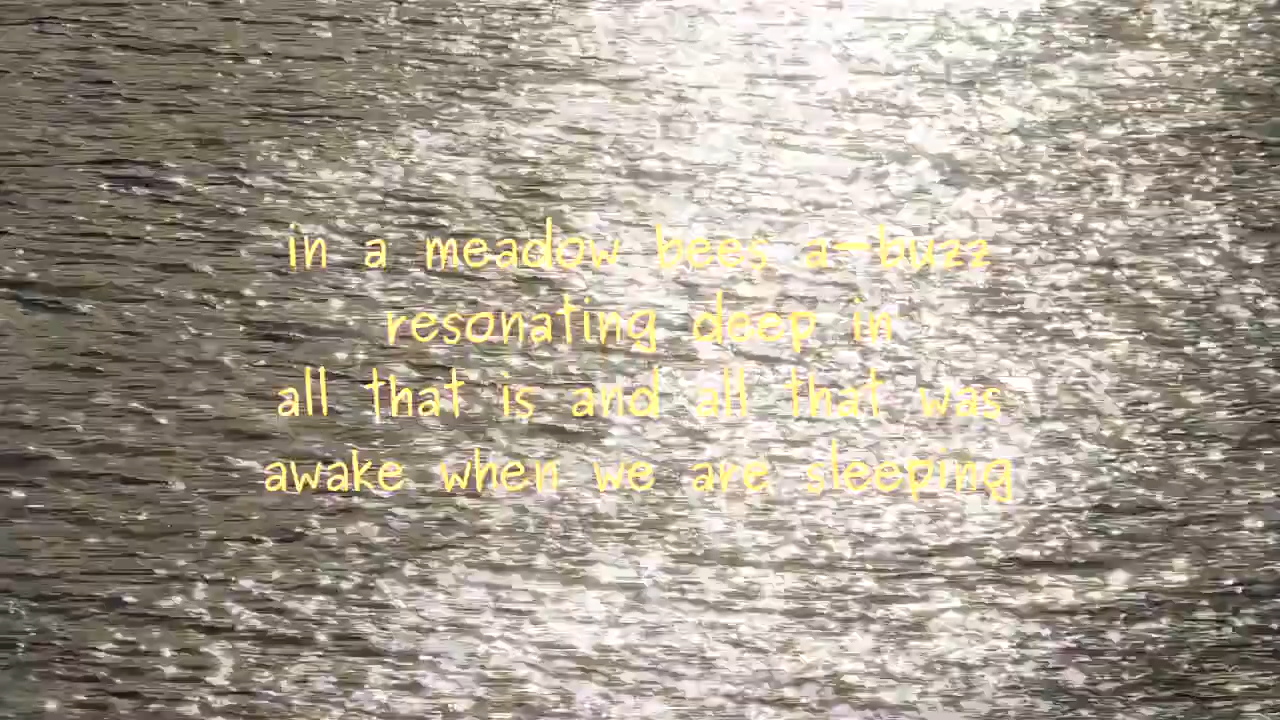 in a meadow bees a-buzz
resonating deep in
all that is and all that was
awake when we are sleeping